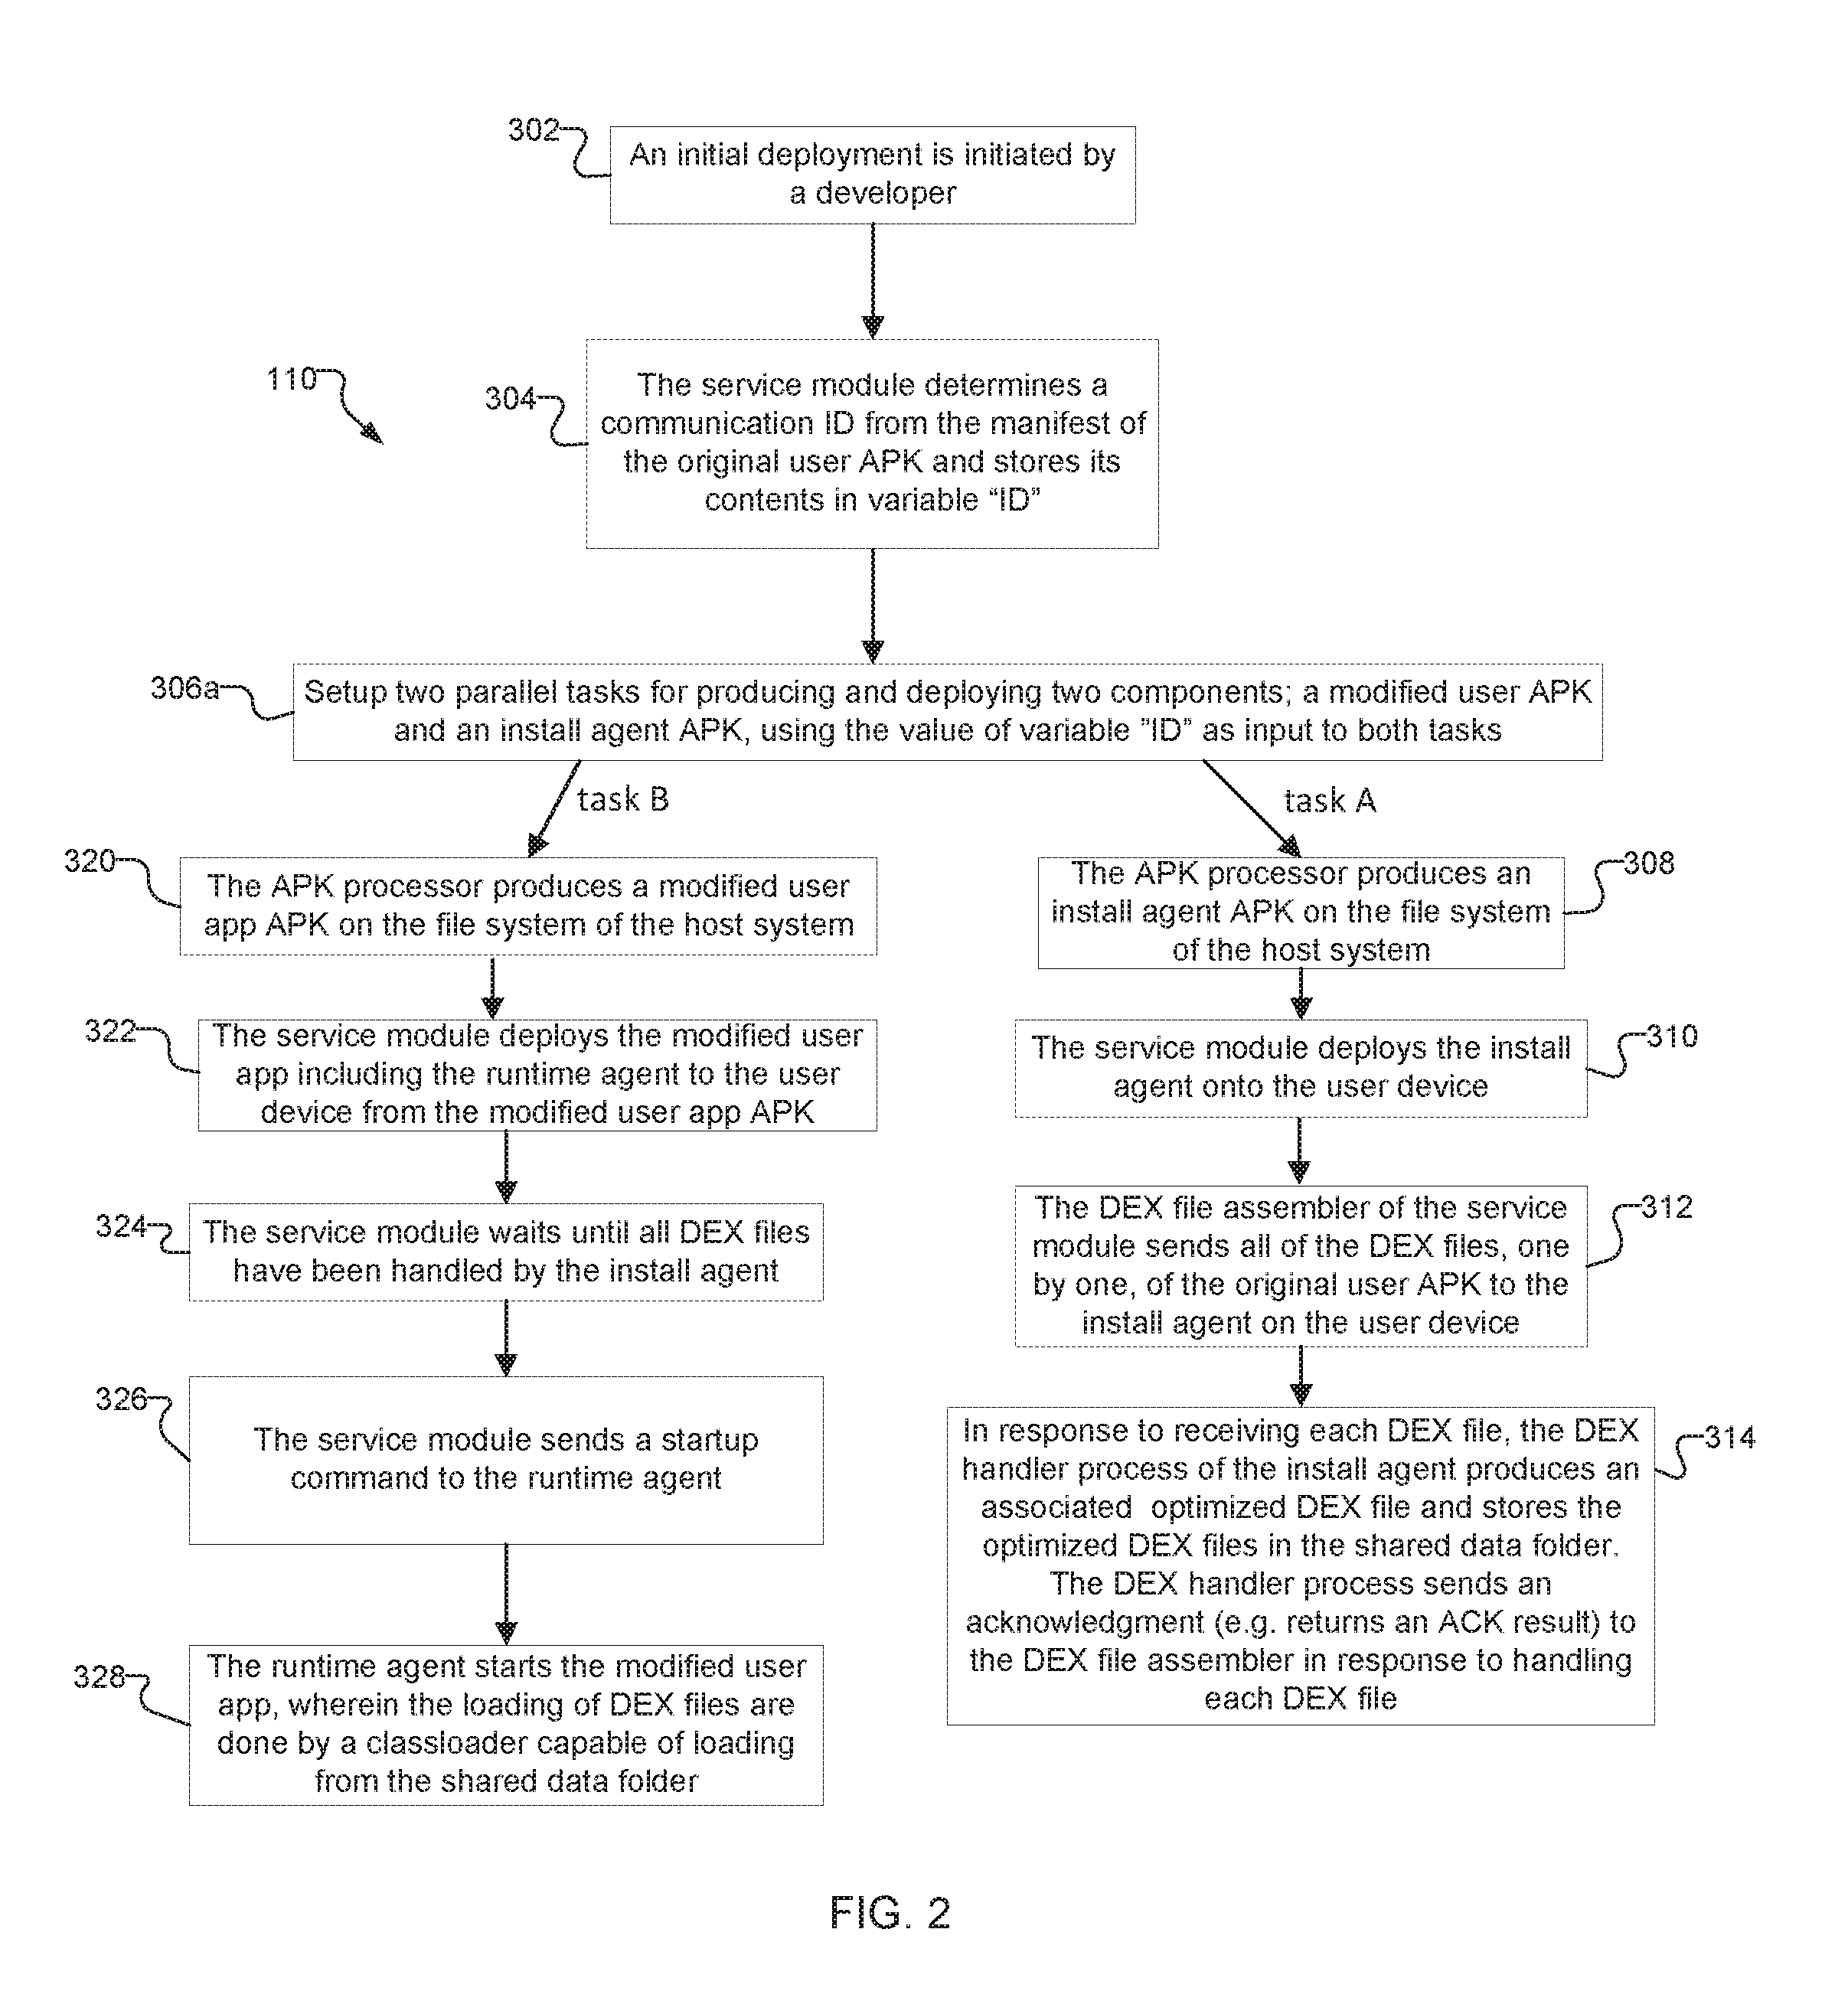 302
An initial deployment is initiated by
a developer
110
304
The service module determines a
communication ID from the manifest of
the original user APK and stores its
contents in variable “ID”
306a
Setup two parallel tasks for producing and deploying two components; a modified user APK
and an install agent APK, using the value of variable ”ID” as input to both tasks
task B
task A
320
The APK processor produces a modified user
app APK on the file system of the host system
322
The service module deploys the modified user
app including the runtime agent to the user
device from the modified user app APK
324
The service module waits until all DEX files
have been handled by the install agent
326
The service module sends a startup
command to the runtime agent
328
The runtime agent starts the modified user
app, wherein the loading of DEX files are
done by a classloader capable of loading
from the shared data folder
308
The APK processor produces an
install agent APK on the file system
of the host system
310
The service module deploys the install
agent onto the user device
312
The DEX file assembler of the service
module sends all of the DEX files, one
by one, of the original user APK to the
install agent on the user device
314
In response to receiving each DEX file, the DEX
handler process of the install agent produces an
associated optimized DEX file and stores the
optimized DEX files in the shared data folder.
The DEX handler process sends an
acknowledgment (e.g. returns an ACK result) to
the DEX file assembler in response to handling
each DEX file
FIG. 2